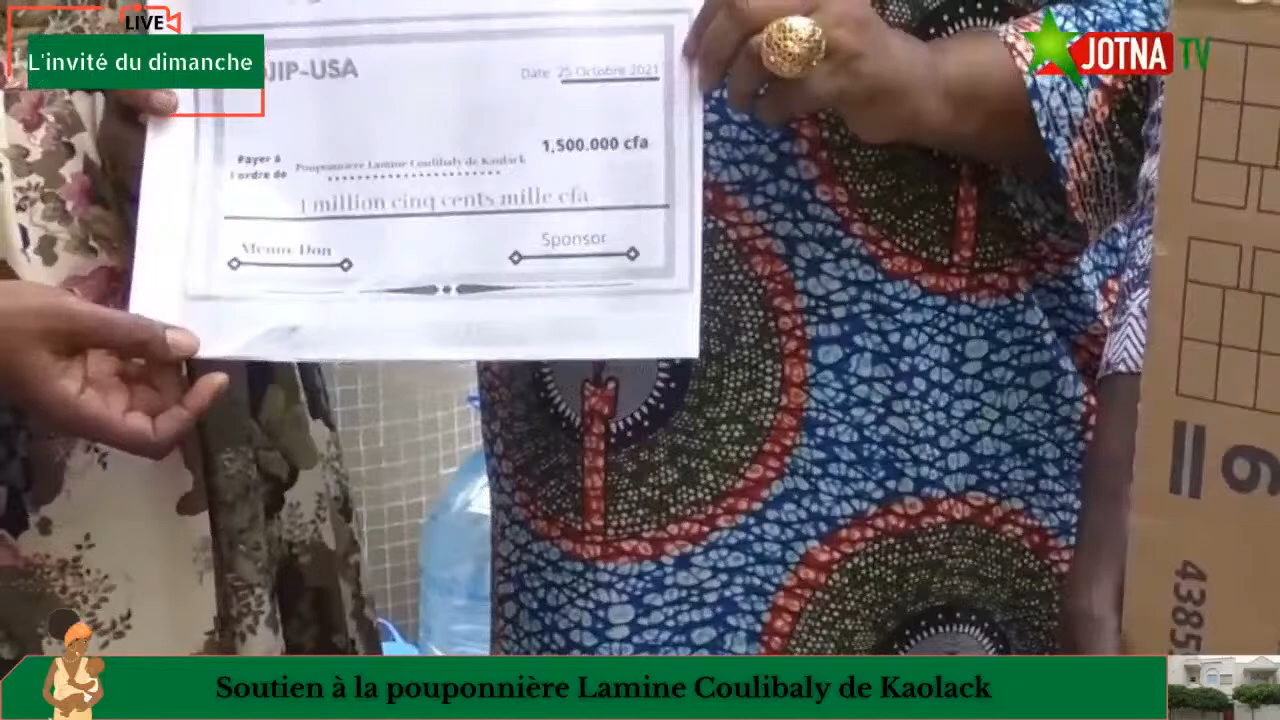 LIVE
L'invité du dimanche
JOTNA TV
JIP-USA
Date 25 Octobre 2021
1,500.000 cfa
Payer à
l'ordre de
Pouponnière Lamine Coulibaly de Kaolack
1 million cinq cents mille cfa
Memo: Don
Sponsor
6
4385
Soutien à la pouponnière Lamine Coulibaly de Kaolack